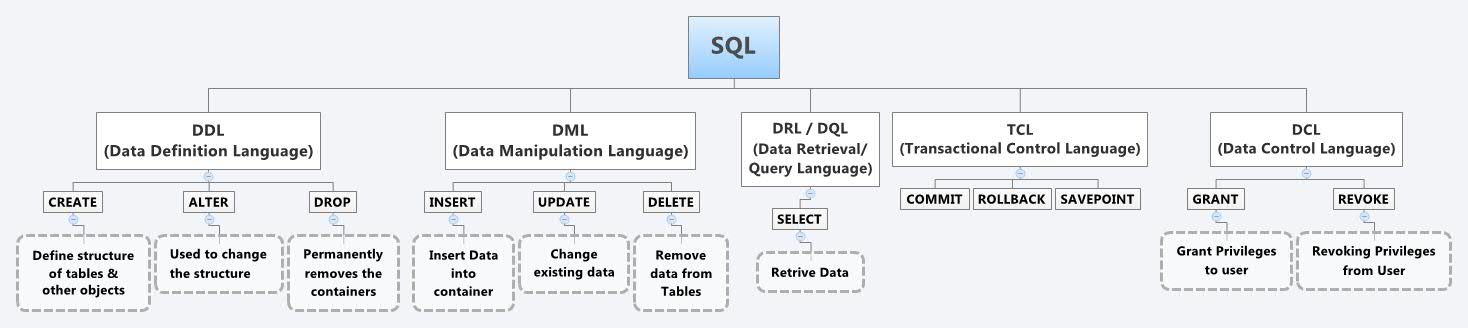 SQL
DDL
(Data Definition Language)
CREATE
Define structure
of tables &
other objects
ALTER
Used to change
the structure
DROP
Permanently
removes the
containers
DML
(Data Manipulation Language)
INSERT
Insert Data
into
container
UPDATE
Change
existing data
DELETE
Remove
data from
Tables
DRL / DQL
(Data Retrieval/
Query Language)
SELECT
Retrive Data
TCL
(Transactional Control Language)
COMMIT
ROLLBACK
SAVEPOINT
DCL
(Data Control Language)
GRANT
Grant Privileges
to user
REVOKE
Revoking Privileges
from User